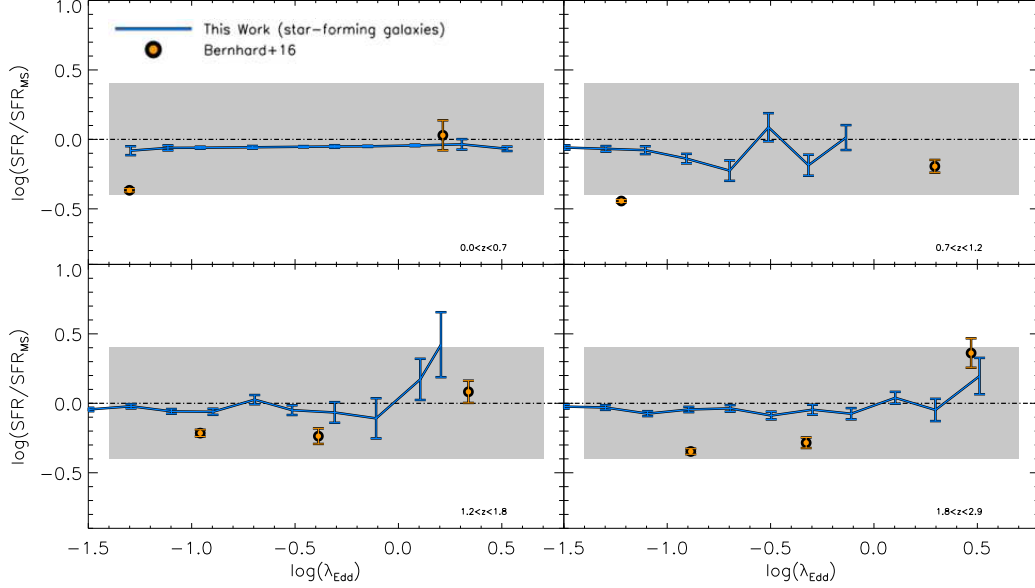 This Work (star-forming galaxies)
Bernhard+16
1.0
0.5
0.0
−0.5
log(SFR/SFR_MS)
0.0<z<0.7
0.7<z<1.2
1.0
0.5
0.0
−0.5
log(SFR/SFR_MS)
1.2<z<1.8
1.8<z<2.9
−1.5 −1.0 −0.5 0.0 0.5
−1.5 −1.0 −0.5 0.0 0.5
log(λ_Edd)
log(λ_Edd)